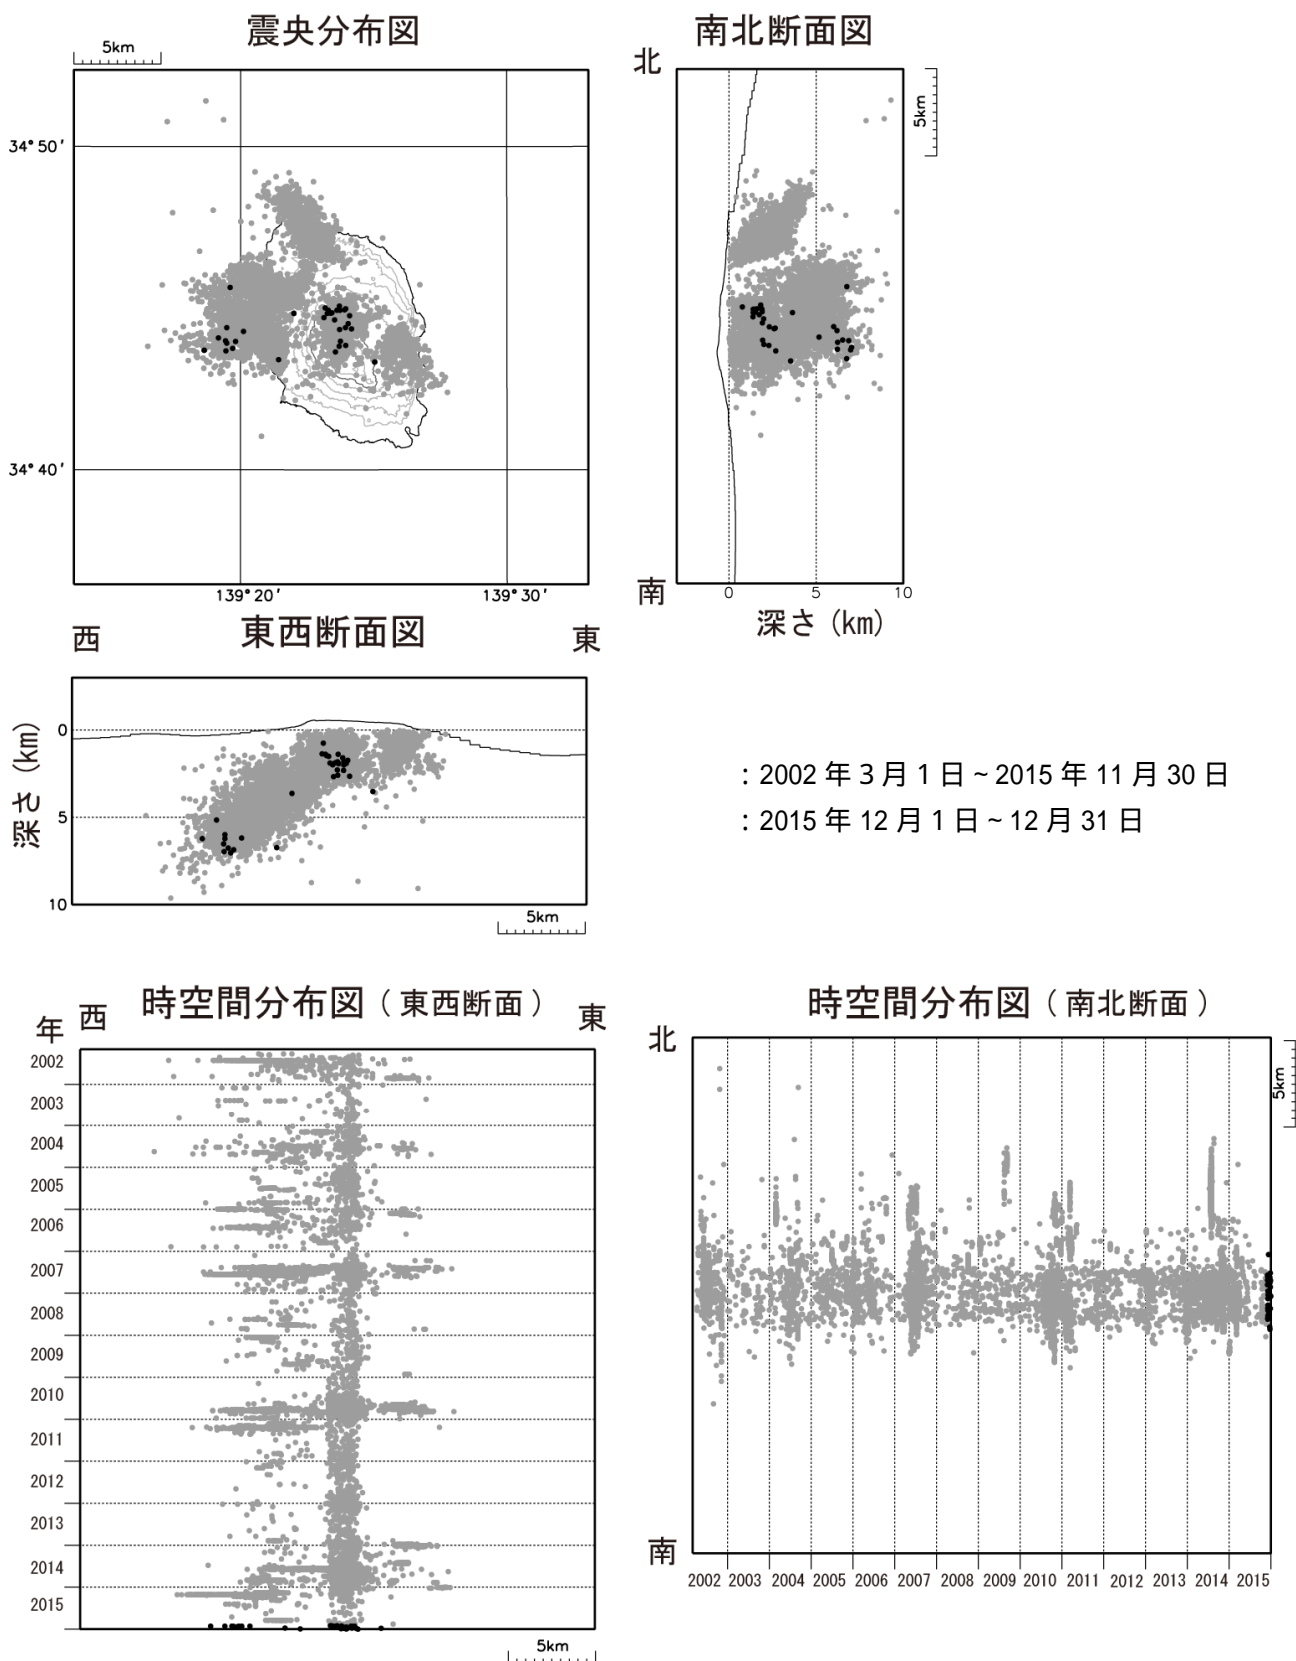 震央分布図
南北断面図
5km
北
5km
34°50'
34°40'
139°20'
139°30'
南
0
5
10
深さ (km)
西
東西断面図
東
深さ (km)
0
5
10
5km
: 2002 年 3 月 1 日 ~ 2015 年 11 月 30 日
: 2015 年 12 月 1 日 ~ 12 月 31 日
時空間分布図 ( 東西断面 )
年
西
東
2002
2003
2004
2005
2006
2007
2008
2009
2010
2011
2012
2013
2014
2015
5km
時空間分布図 ( 南北断面 )
北
5km
南
2002 2003 2004 2005 2006 2007 2008 2009 2010 2011 2012 2013 2014 2015